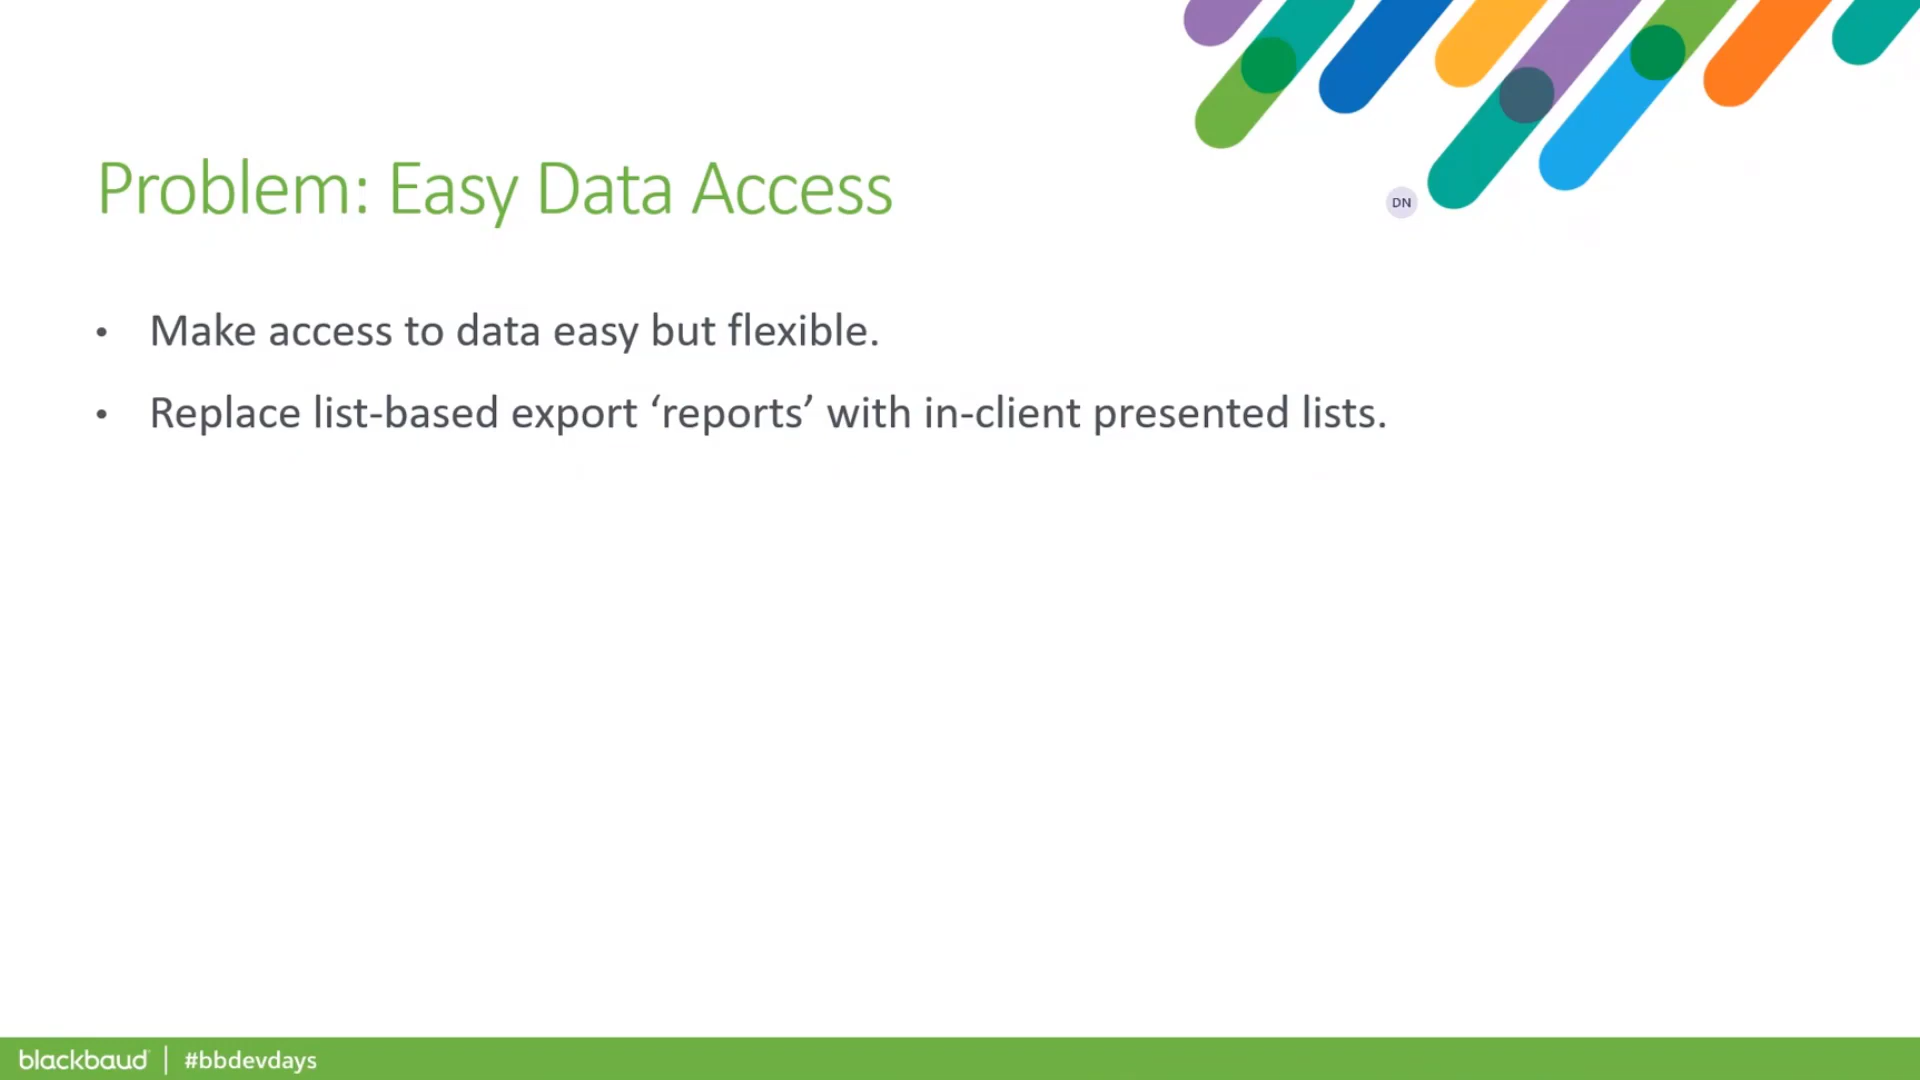 Problem: Easy Data Access
DN
• Make access to data easy but flexible.
• Replace list-based export ‘reports’ with in-client presented lists.
blackbaud | #bbdevdays